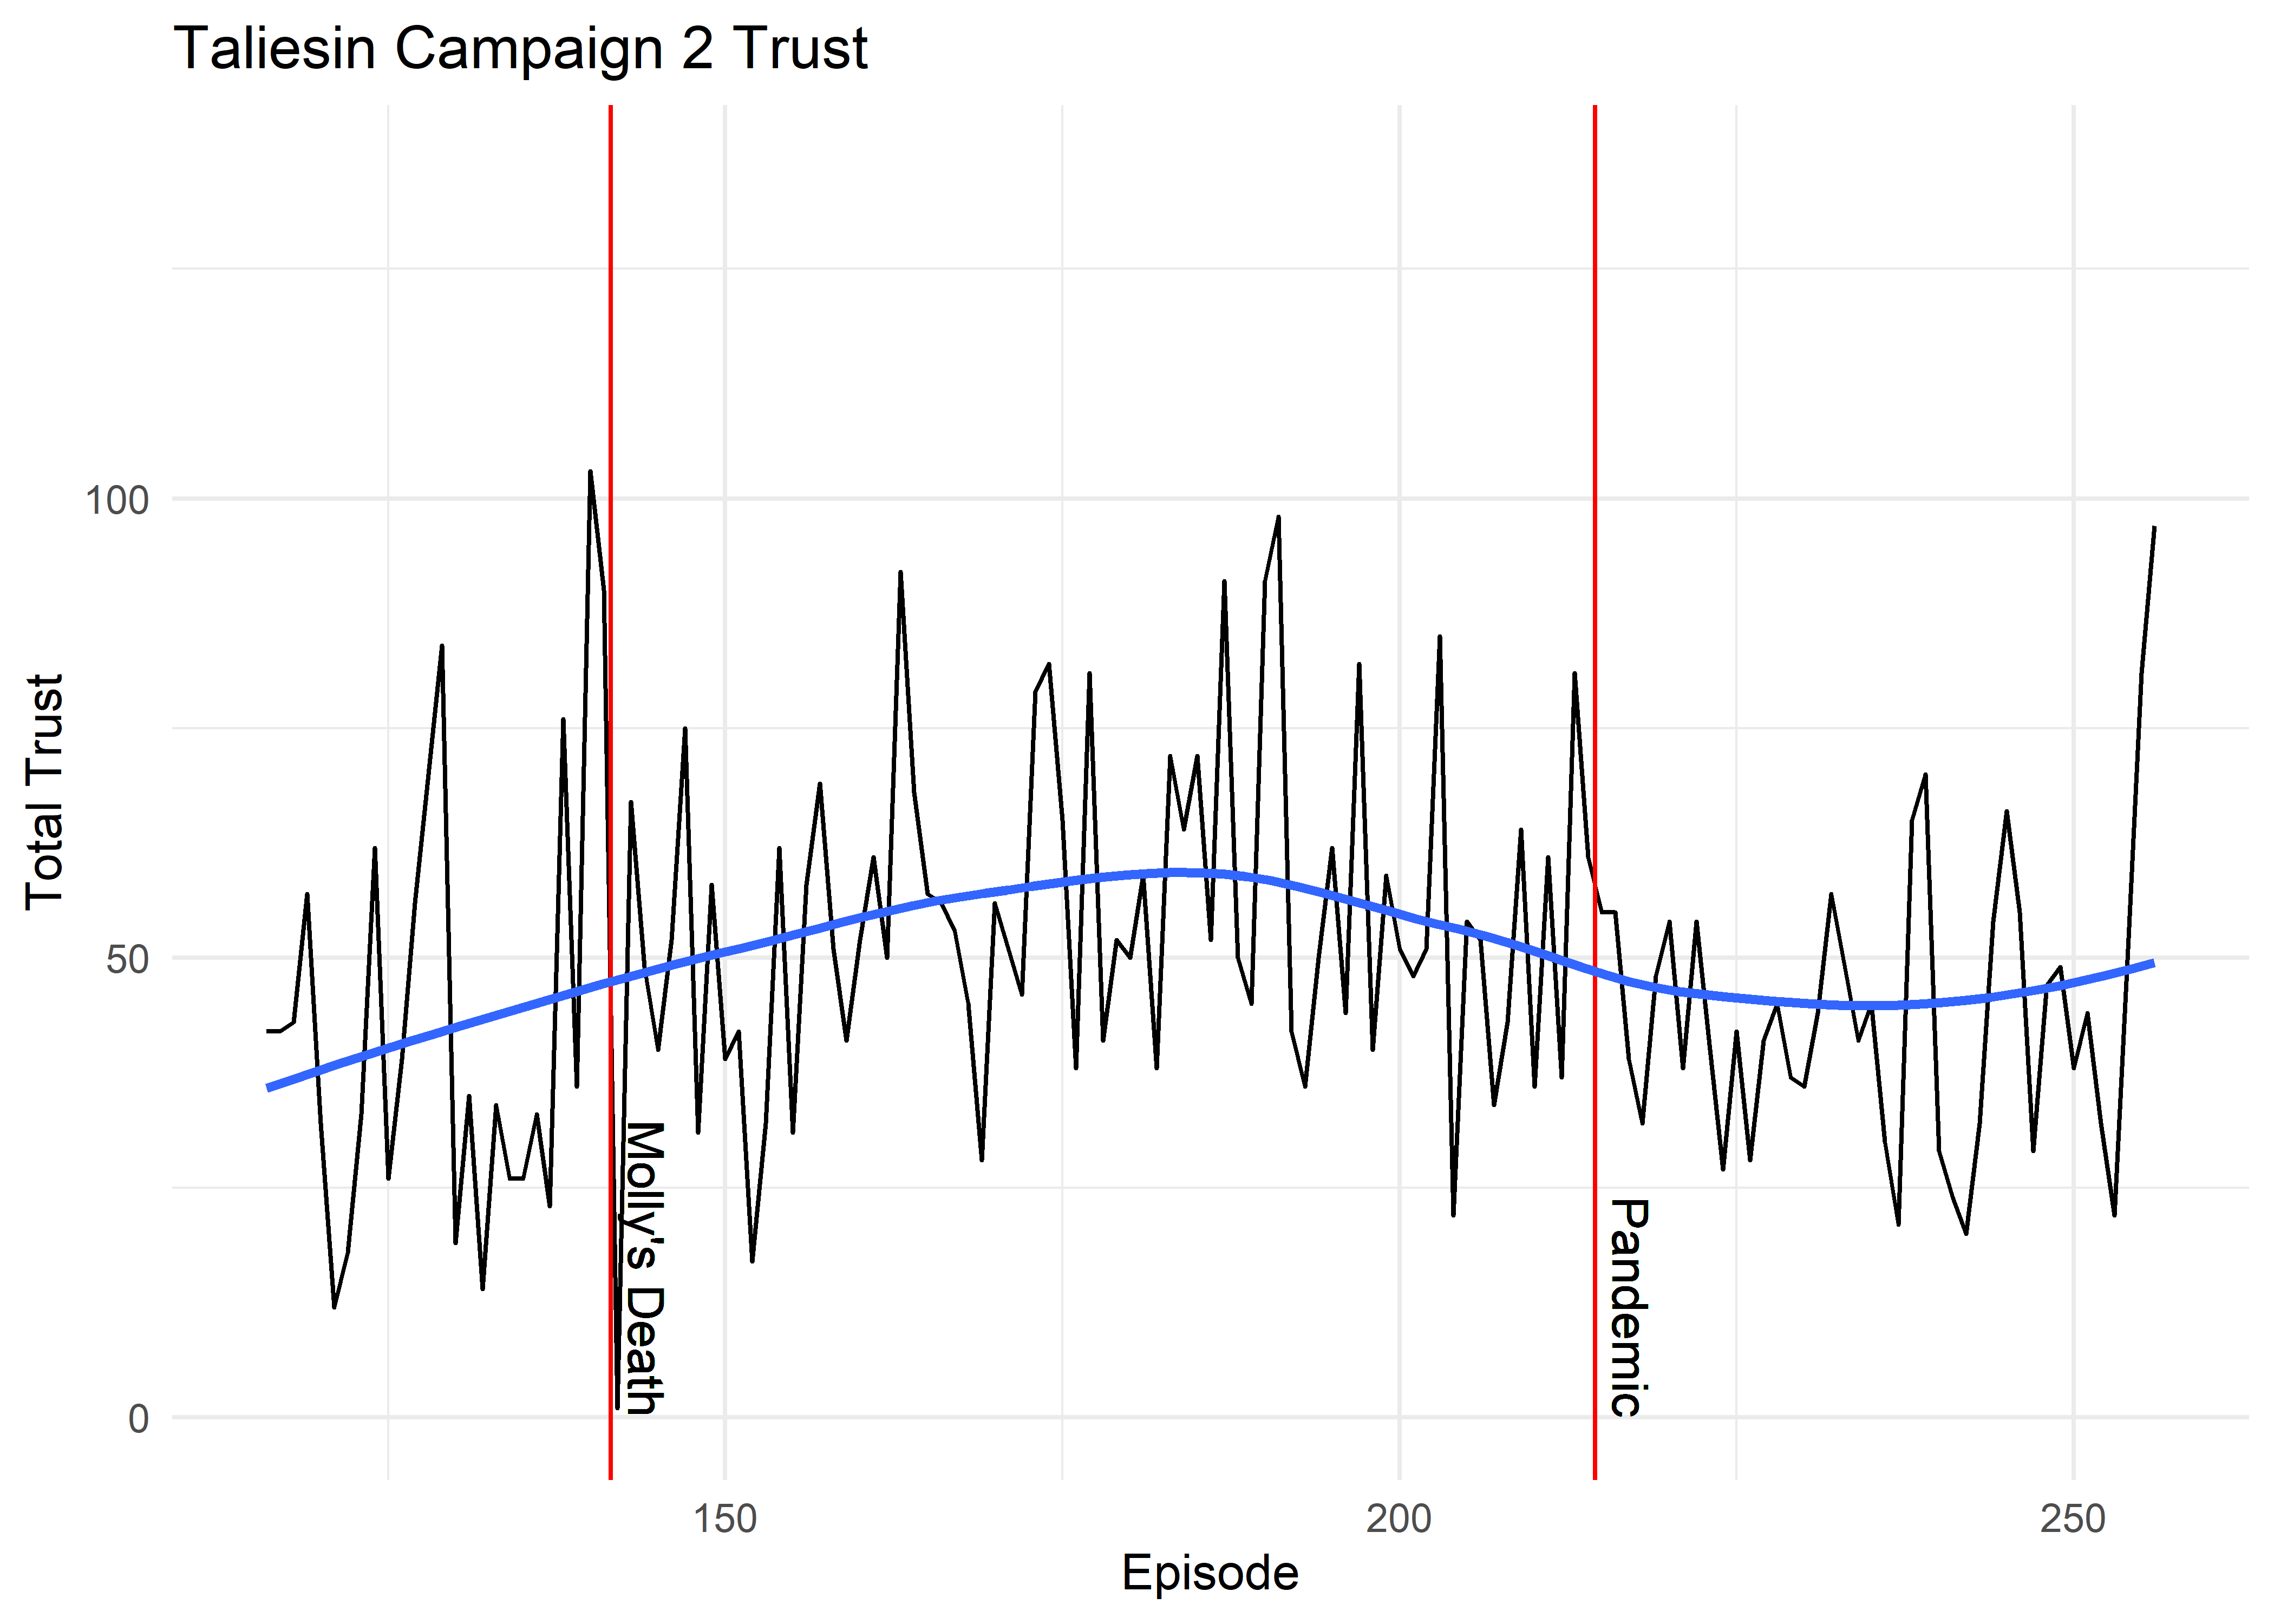 Taliesin Campaign 2 Trust
Total Trust
100
50
0
Molly's Death
Pandemic
150
200
250
Episode